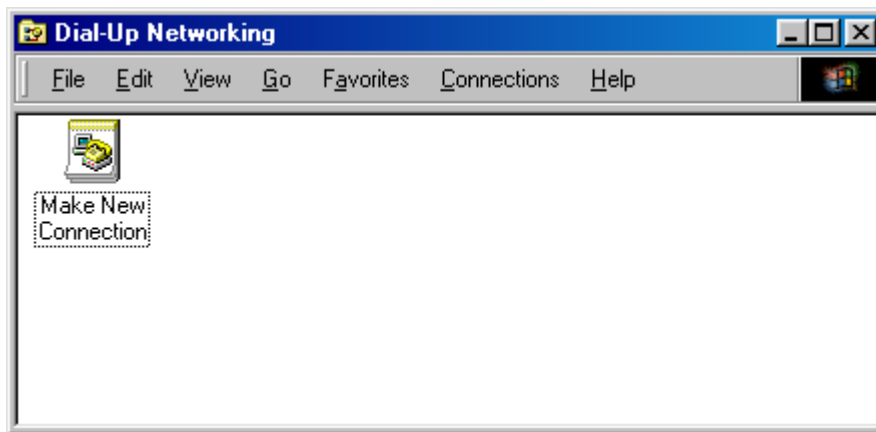 Dial-Up Networking
File Edit View Go Favorites Connections Help
Make New
Connection